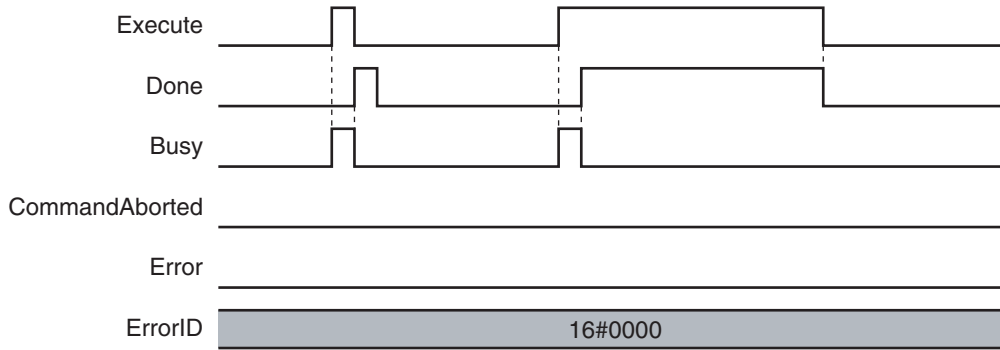 Execute
Done
Busy
CommandAborted
Error
ErrorID 16#0000